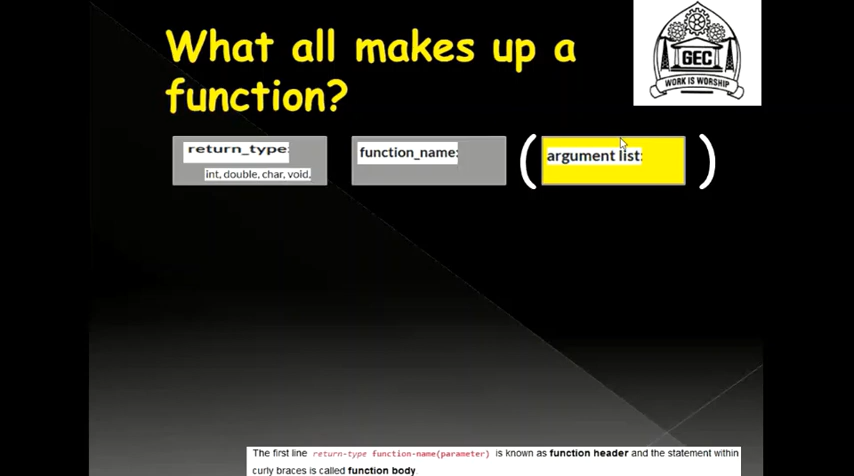 What all makes up a
function?
GEC
WORK IS WORSHIP
return_type:
int, double, char, void,
function_name:
( argument list: )
The first line return-type function-name(parameter) is known as function header and the statement within
curly braces is called function body.